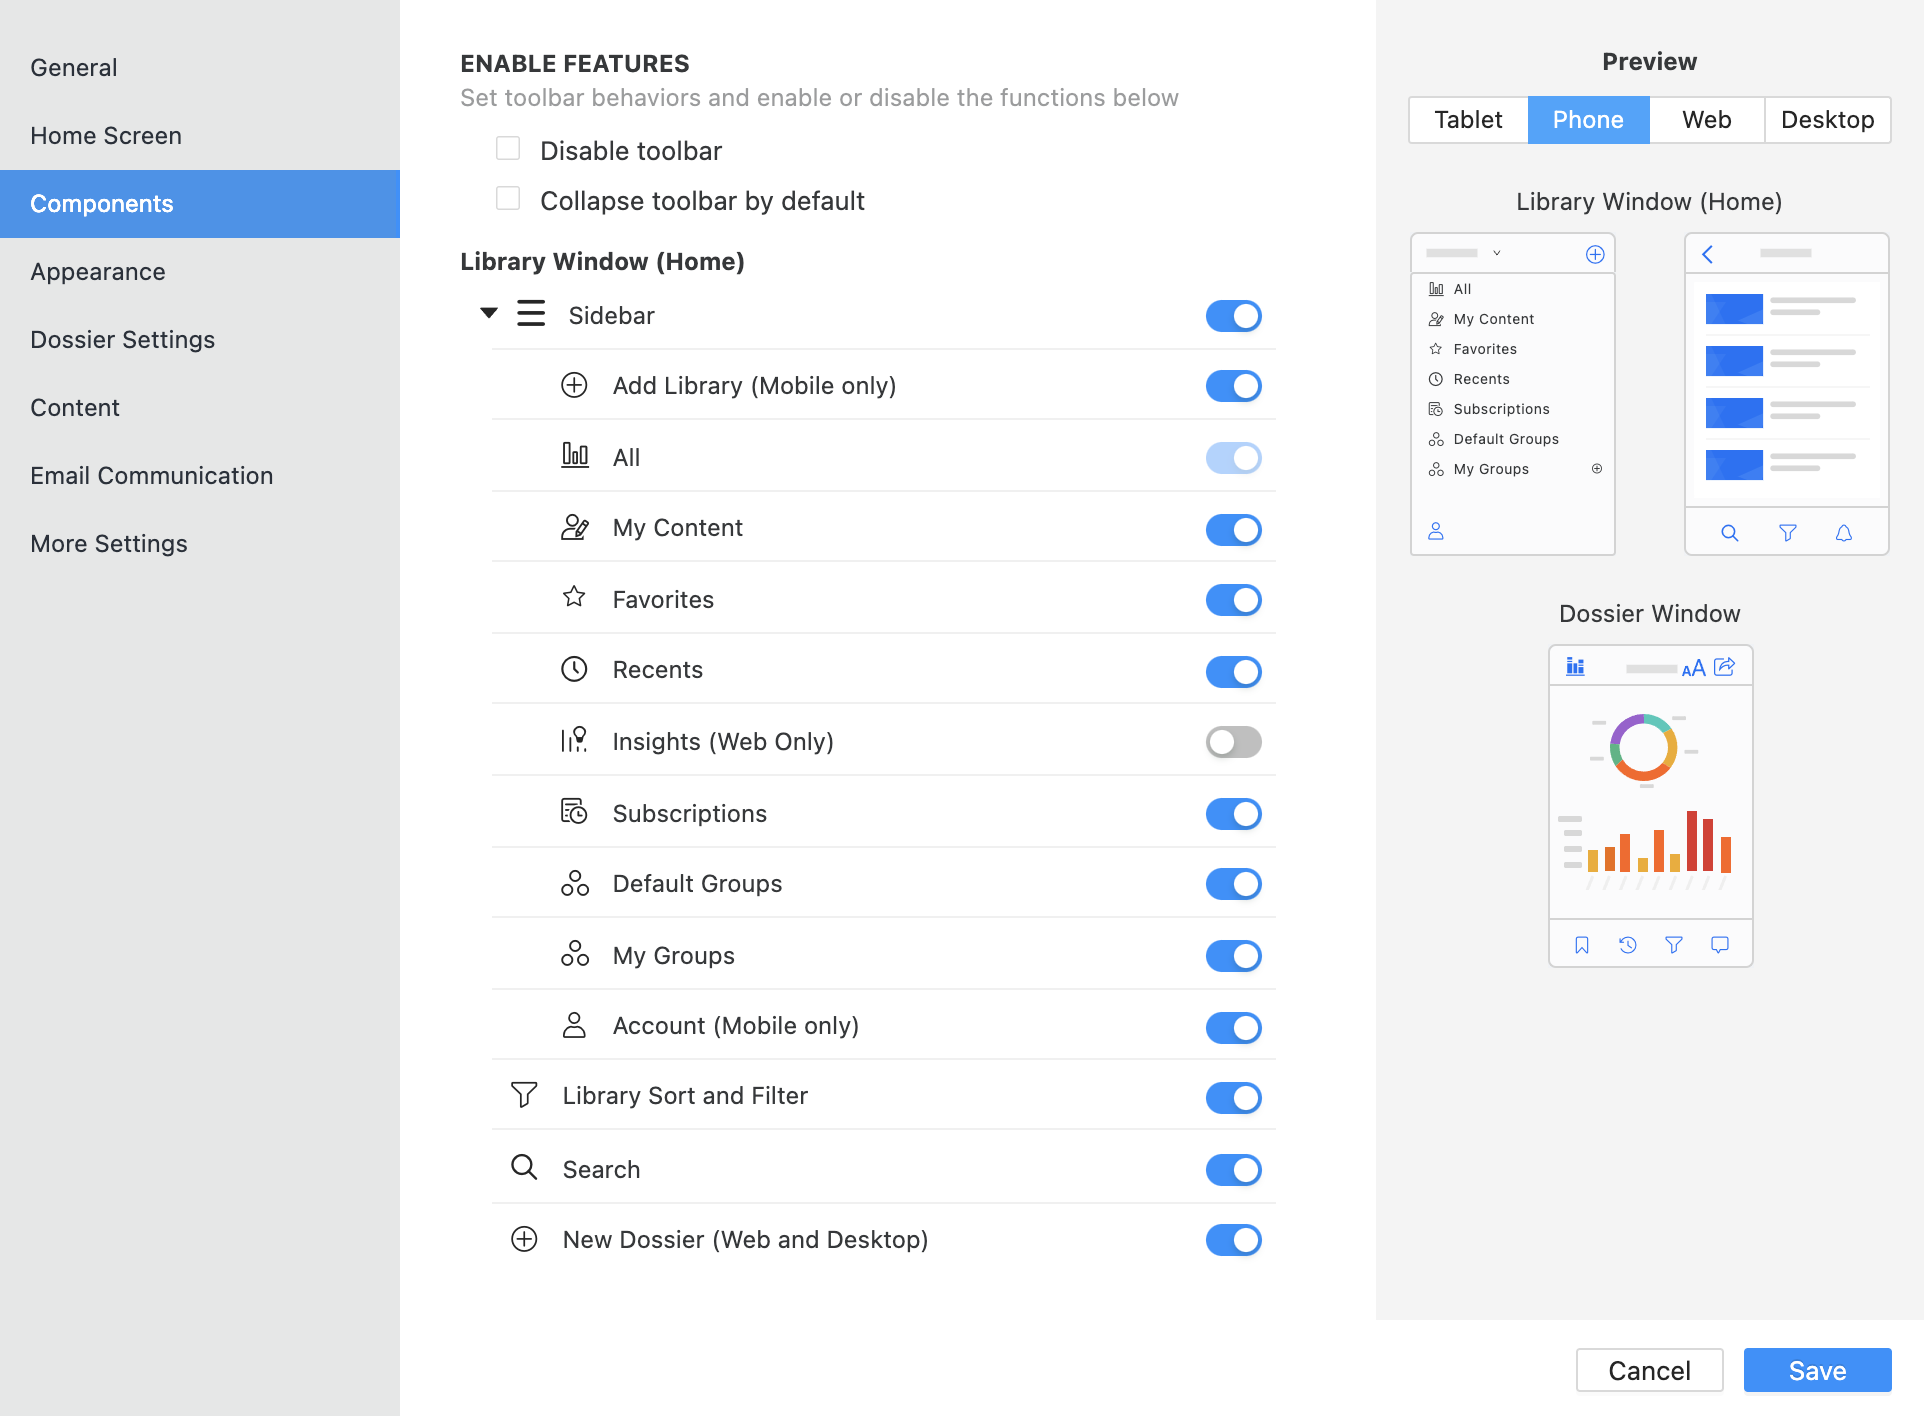 General
Home Screen
Components
Appearance
Dossier Settings
Content
Email Communication
More Settings
ENABLE FEATURES
Set toolbar behaviors and enable or disable the functions below
Disable toolbar
Collapse toolbar by default
Library Window (Home)
Sidebar
Add Library (Mobile only)
All
My Content
Favorites
Recents
Insights (Web Only)
Subscriptions
Default Groups
My Groups
Account (Mobile only)
Library Sort and Filter
Search
New Dossier (Web and Desktop)
Preview
Tablet Phone Web Desktop
Library Window (Home)
All
My Content
Favorites
Recents
Subscriptions
Default Groups
My Groups
Dossier Window
AA
Cancel Save